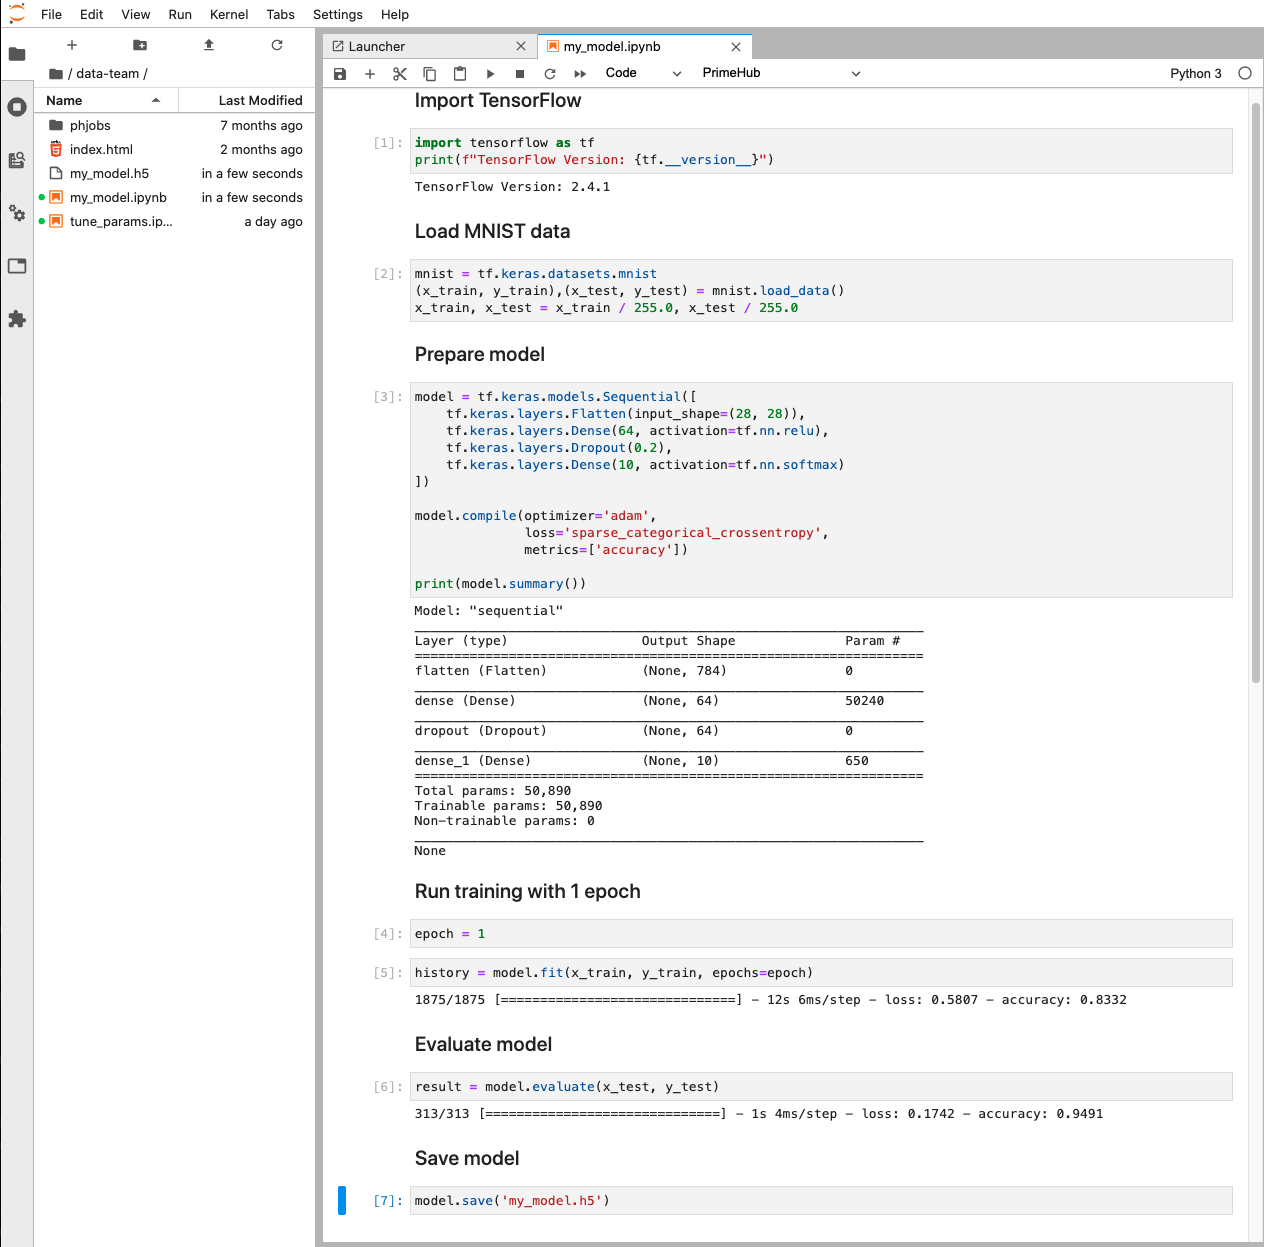 File Edit View Run Kernel Tabs Settings Help
/ data-team /
Name Last Modified
phjobs 7 months ago
index.html 2 months ago
my_model.h5 in a few seconds
my_model.ipynb in a few seconds
tune_params.ip... a day ago
Launcher
my_model.ipynb
Code PrimeHub Python 3
Import TensorFlow
[1]: import tensorflow as tf
print(f"TensorFlow Version: {tf.__version__}")
TensorFlow Version: 2.4.1
Load MNIST data
[2]: mnist = tf.keras.datasets.mnist
(x_train, y_train),(x_test, y_test) = mnist.load_data()
x_train, x_test = x_train / 255.0, x_test / 255.0
Prepare model
[3]: model = tf.keras.models.Sequential([
    tf.keras.layers.Flatten(input_shape=(28, 28)),
    tf.keras.layers.Dense(64, activation=tf.nn.relu),
    tf.keras.layers.Dropout(0.2),
    tf.keras.layers.Dense(10, activation=tf.nn.softmax)
])
model.compile(optimizer='adam',
              loss='sparse_categorical_crossentropy',
              metrics=['accuracy'])
print(model.summary())
Model: "sequential"
_________________________________________________________________
Layer (type)                 Output Shape              Param #
=================================================================
flatten (Flatten)            (None, 784)               0
_________________________________________________________________
dense (Dense)                (None, 64)                50240
_________________________________________________________________
dropout (Dropout)            (None, 64)                0
_________________________________________________________________
dense_1 (Dense)              (None, 10)                650
=================================================================
Total params: 50,890
Trainable params: 50,890
Non-trainable params: 0
_________________________________________________________________
None
Run training with 1 epoch
[4]: epoch = 1
[5]: history = model.fit(x_train, y_train, epochs=epoch)
1875/1875 [==============================] - 12s 6ms/step - loss: 0.5807 - accuracy: 0.8332
Evaluate model
[6]: result = model.evaluate(x_test, y_test)
313/313 [==============================] - 1s 4ms/step - loss: 0.1742 - accuracy: 0.9491
Save model
[7]: model.save('my_model.h5')